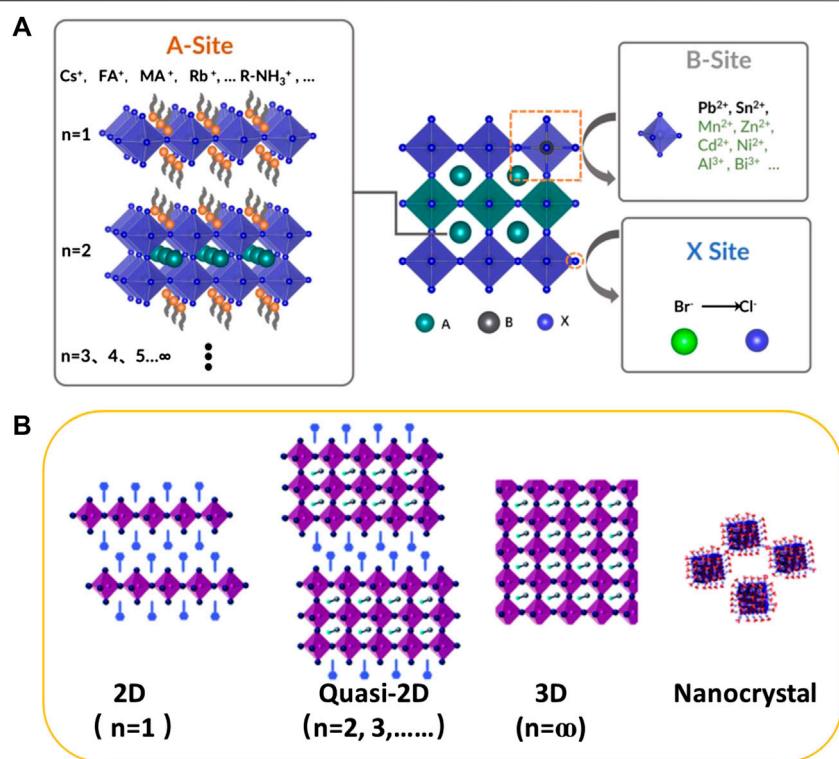 A
A-Site
Cs⁺, FA⁺, MA⁺, Rb⁺, ... R-NH₃⁺, ...
n=1
n=2
n=3、4、5...∞
A
B
X
B-Site
Pb²⁺, Sn²⁺,
Mn²⁺, Zn²⁺,
Cd²⁺, Ni²⁺,
Al³⁺, Bi³⁺ ...
X Site
Br⁻ ⟶Cl⁻
B
2D
( n=1 )
Quasi-2D
(n=2, 3,……)
3D
(n=∞)
Nanocrystal